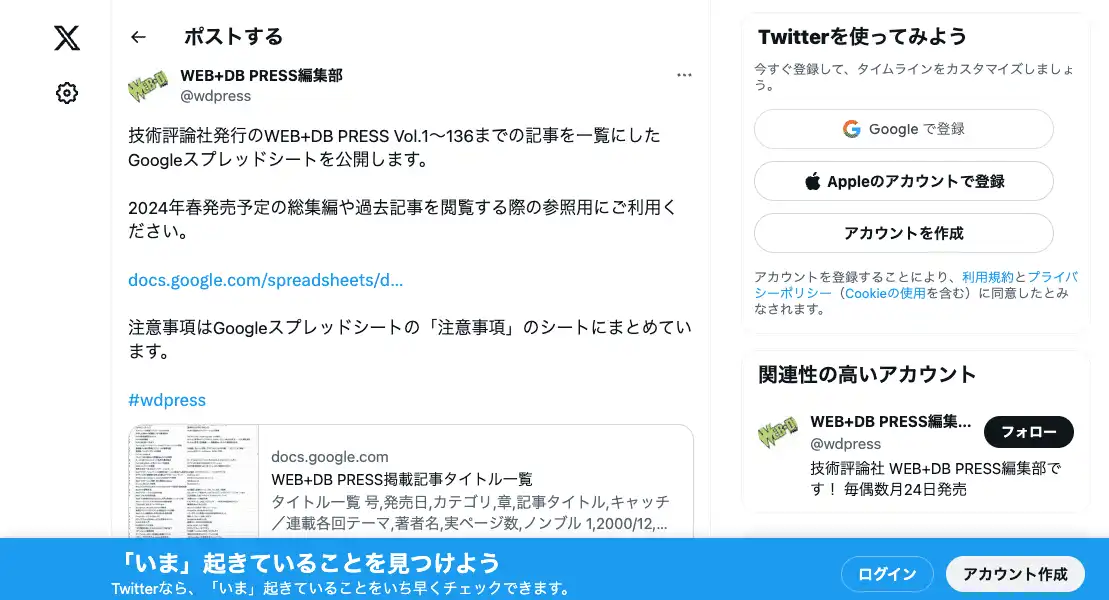 ポストする
WEB+DB PRESS編集部
@wdpress
技術評論社発行のWEB+DB PRESS Vol.1〜136までの記事を一覧にした
Googleスプレッドシートを公開します。
2024年春発売予定の総集編や過去記事を閲覧する際の参照用にご利用く
ださい。
docs.google.com/spreadsheets/d...
注意事項はGoogleスプレッドシートの「注意事項」のシートにまとめてい
ます。
#wdpress
docs.google.com
WEB+DB PRESS掲載記事タイトル一覧
タイトル一覧 号,発売日,カテゴリ,章,記事タイトル,キャッチ
／連載各回テーマ,著者名,実ページ数,ノンブル 1,2000/12,...
Twitterを使ってみよう
今すぐ登録して、タイムラインをカスタマイズしましょ
う。
Google で登録
Appleのアカウントで登録
アカウントを作成
アカウントを登録することにより、利用規約とプライバ
シーポリシー（Cookieの使用を含む）に同意したとみ
なされます。
関連性の高いアカウント
WEB+DB PRESS編集...
@wdpress
フォロー
技術評論社 WEB+DB PRESS編集部で
す！ 毎偶数月24日発売
「いま」起きていることを見つけよう
Twitterなら、「いま」起きていることをいち早くチェックできます。
ログイン
アカウント作成